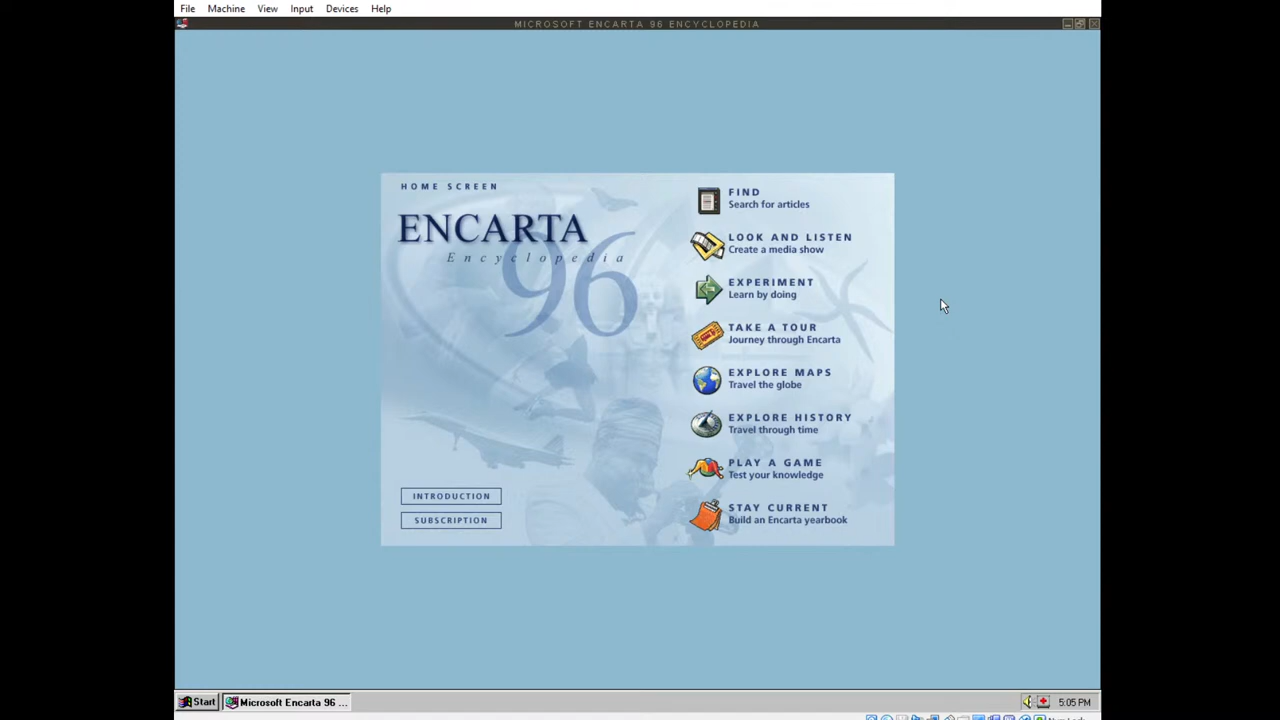 File Machine View Input Devices Help
MICROSOFT ENCARTA 96 ENCYCLOPEDIA
HOME SCREEN
ENCARTA
Encyclopedia
96
FIND
Search for articles
LOOK AND LISTEN
Create a media show
EXPERIMENT
Learn by doing
TAKE A TOUR
Journey through Encarta
EXPLORE MAPS
Travel the globe
EXPLORE HISTORY
Travel through time
PLAY A GAME
Test your knowledge
STAY CURRENT
Build an Encarta yearbook
INTRODUCTION
SUBSCRIPTION
Start Microsoft Encarta 96 ... 5:05 PM